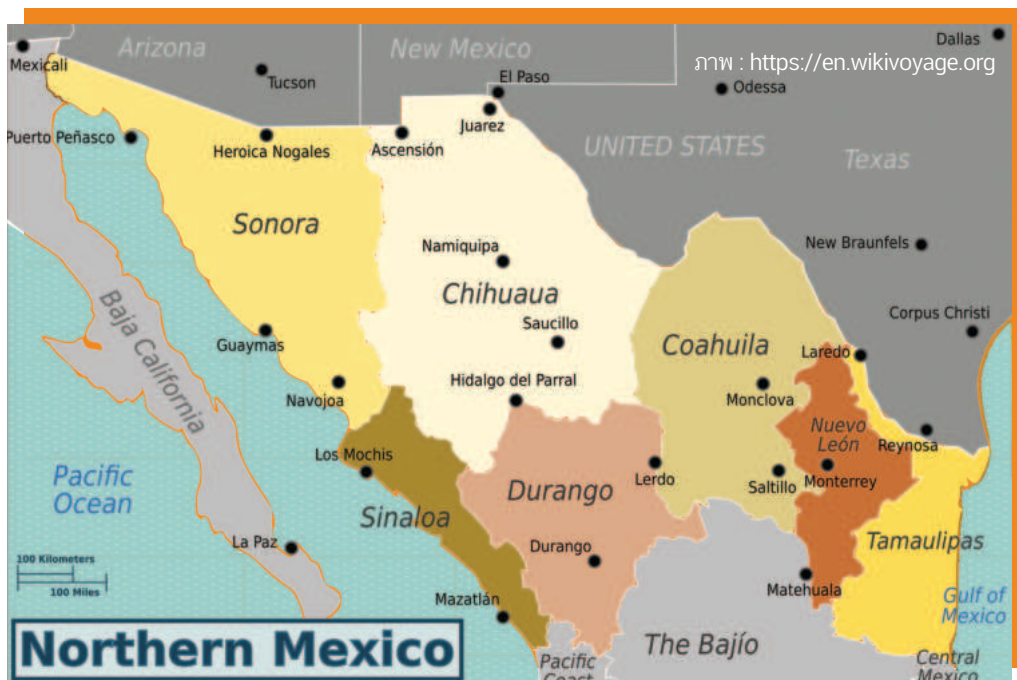 Arizona
New Mexico
Dallas
ภาพ : https://en.wikivoyage.org
Mexicali
Tucson
El Paso
Odessa
Juarez
Puerto Peñasco
Heroica Nogales
Ascensión
UNITED STATES
Texas
Sonora
Namiquipa
New Braunfels
Chihuaua
Baja California
Saucillo
Corpus Christi
Guaymas
Coahuila
Laredo
Hidalgo del Parral
Navojoa
Monclova
Nuevo
León
Reynosa
Los Mochis
Pacific
Ocean
Durango
Lerdo
Saltillo
Monterrey
Sinaloa
La Paz
Durango
Tamaulipas
100 Kilometers
100 Miles
Mazatlán
Matehuala
Gulf of
Mexico
Northern Mexico
The Bajío
Pacific
Coast
Central
Mexico